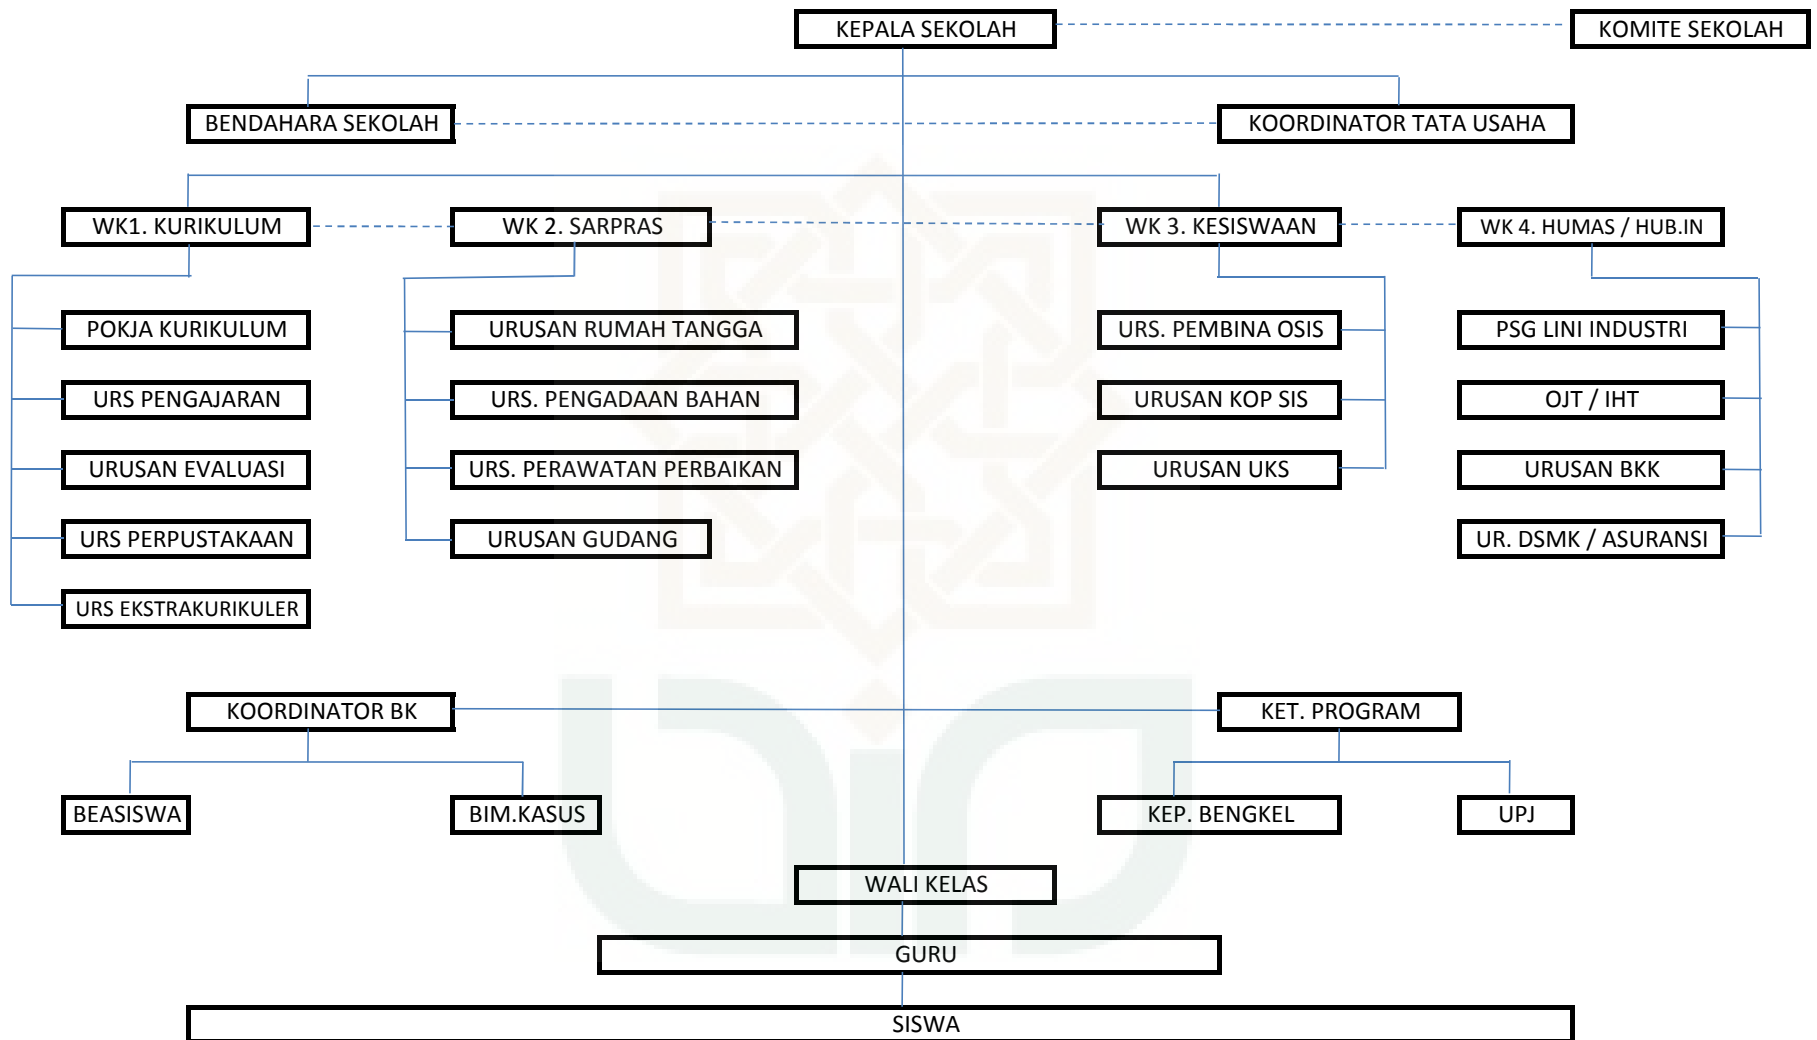 KEPALA SEKOLAH
KOMITE SEKOLAH
BENDAHARA SEKOLAH
KOORDINATOR TATA USAHA
WK1. KURIKULUM
WK 2. SARPRAS
WK 3. KESISWAAN
WK 4. HUMAS / HUB.IN
POKJA KURIKULUM
URUSAN RUMAH TANGGA
URS. PEMBINA OSIS
PSG LINI INDUSTRI
URS PENGAJARAN
URS. PENGADAAN BAHAN
URUSAN KOP SIS
OJT / IHT
URUSAN EVALUASI
URS. PERAWATAN PERBAIKAN
URUSAN UKS
URUSAN BKK
URS PERPUSTAKAAN
URUSAN GUDANG
UR. DSMK / ASURANSI
URS EKSTRAKURIKULER
KOORDINATOR BK
KET. PROGRAM
BEASISWA
BIM.KASUS
KEP. BENGKEL
UPJ
WALI KELAS
GURU
SISWA